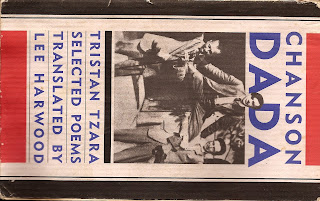 CHANSON
DADA
TRISTAN TZARA
SELECTED POEMS
TRANSLATED BY
LEE HARWOOD